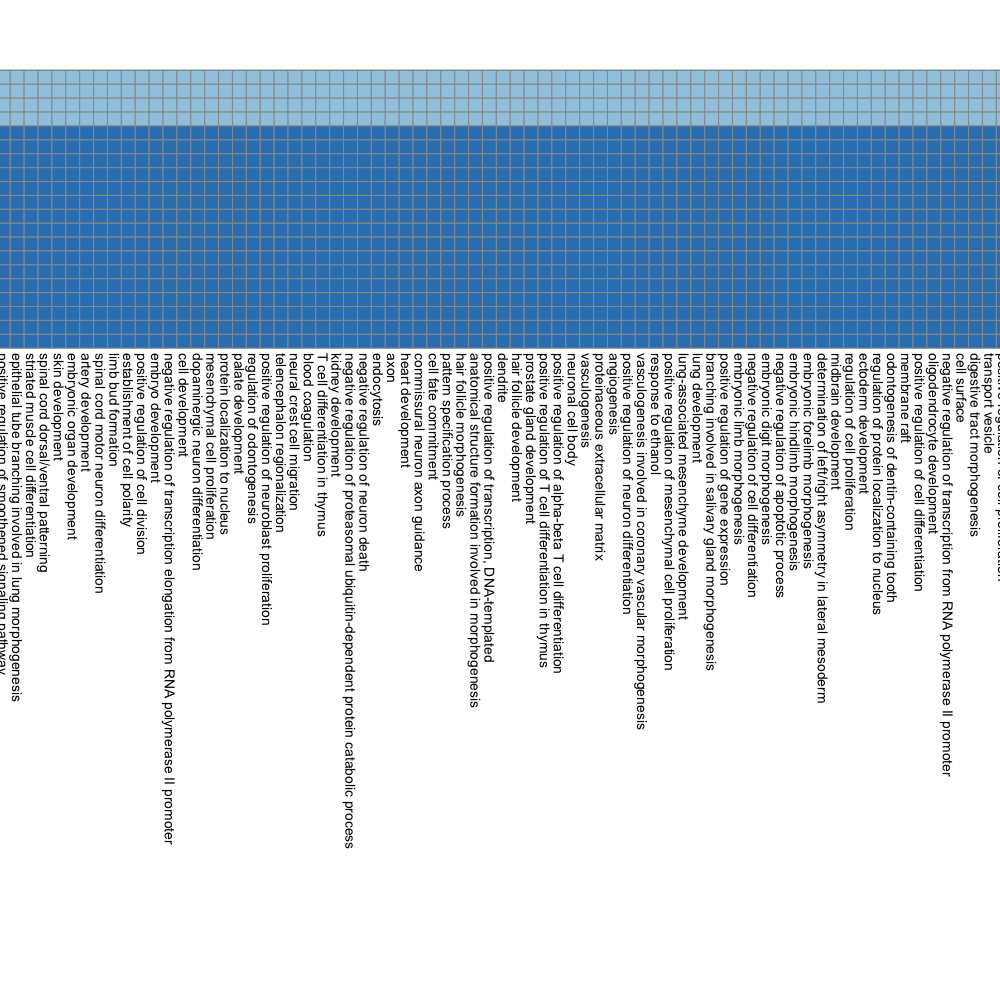 positive regulation of smoothened signaling pathway
epithelial tube branching involved in lung morphogenesis
striated muscle cell differentiation
spinal cord dorsal/ventral patterning
skin development
embryonic organ development
artery development
spinal cord motor neuron differentiation
limb bud formation
establishment of cell polarity
positive regulation of cell division
embryo development
negative regulation of transcription elongation from RNA polymerase II promoter
cell development
dopaminergic neuron differentiation
mesenchymal cell proliferation
protein localization to nucleus
palate development
regulation of odontogenesis
positive regulation of neuroblast proliferation
telencephalon regionalization
neural crest cell migration
blood coagulation
T cell differentiation in thymus
kidney development
negative regulation of proteasomal ubiquitin-dependent protein catabolic process
negative regulation of neuron death
endocytosis
axon
heart development
commissural neuron axon guidance
cell fate commitment
pattern specification process
hair follicle morphogenesis
anatomical structure formation involved in morphogenesis
positive regulation of transcription, DNA-templated
dendrite
hair follicle development
prostate gland development
positive regulation of T cell differentiation in thymus
positive regulation of alpha-beta T cell differentiation
neuronal cell body
vasculogenesis
proteinaceous extracellular matrix
angiogenesis
positive regulation of neuron differentiation
vasculogenesis involved in coronary vascular morphogenesis
response to ethanol
positive regulation of mesenchymal cell proliferation
lung-associated mesenchyme development
lung development
branching involved in salivary gland morphogenesis
positive regulation of gene expression
embryonic limb morphogenesis
negative regulation of cell differentiation
embryonic digit morphogenesis
negative regulation of apoptotic process
embryonic hindlimb morphogenesis
embryonic forelimb morphogenesis
determination of left/right asymmetry in lateral mesoderm
midbrain development
regulation of cell proliferation
ectoderm development
regulation of protein localization to nucleus
odontogenesis of dentin-containing tooth
membrane raft
positive regulation of cell differentiation
oligodendrocyte development
negative regulation of transcription from RNA polymerase II promoter
cell surface
digestive tract morphogenesis
transport vesicle